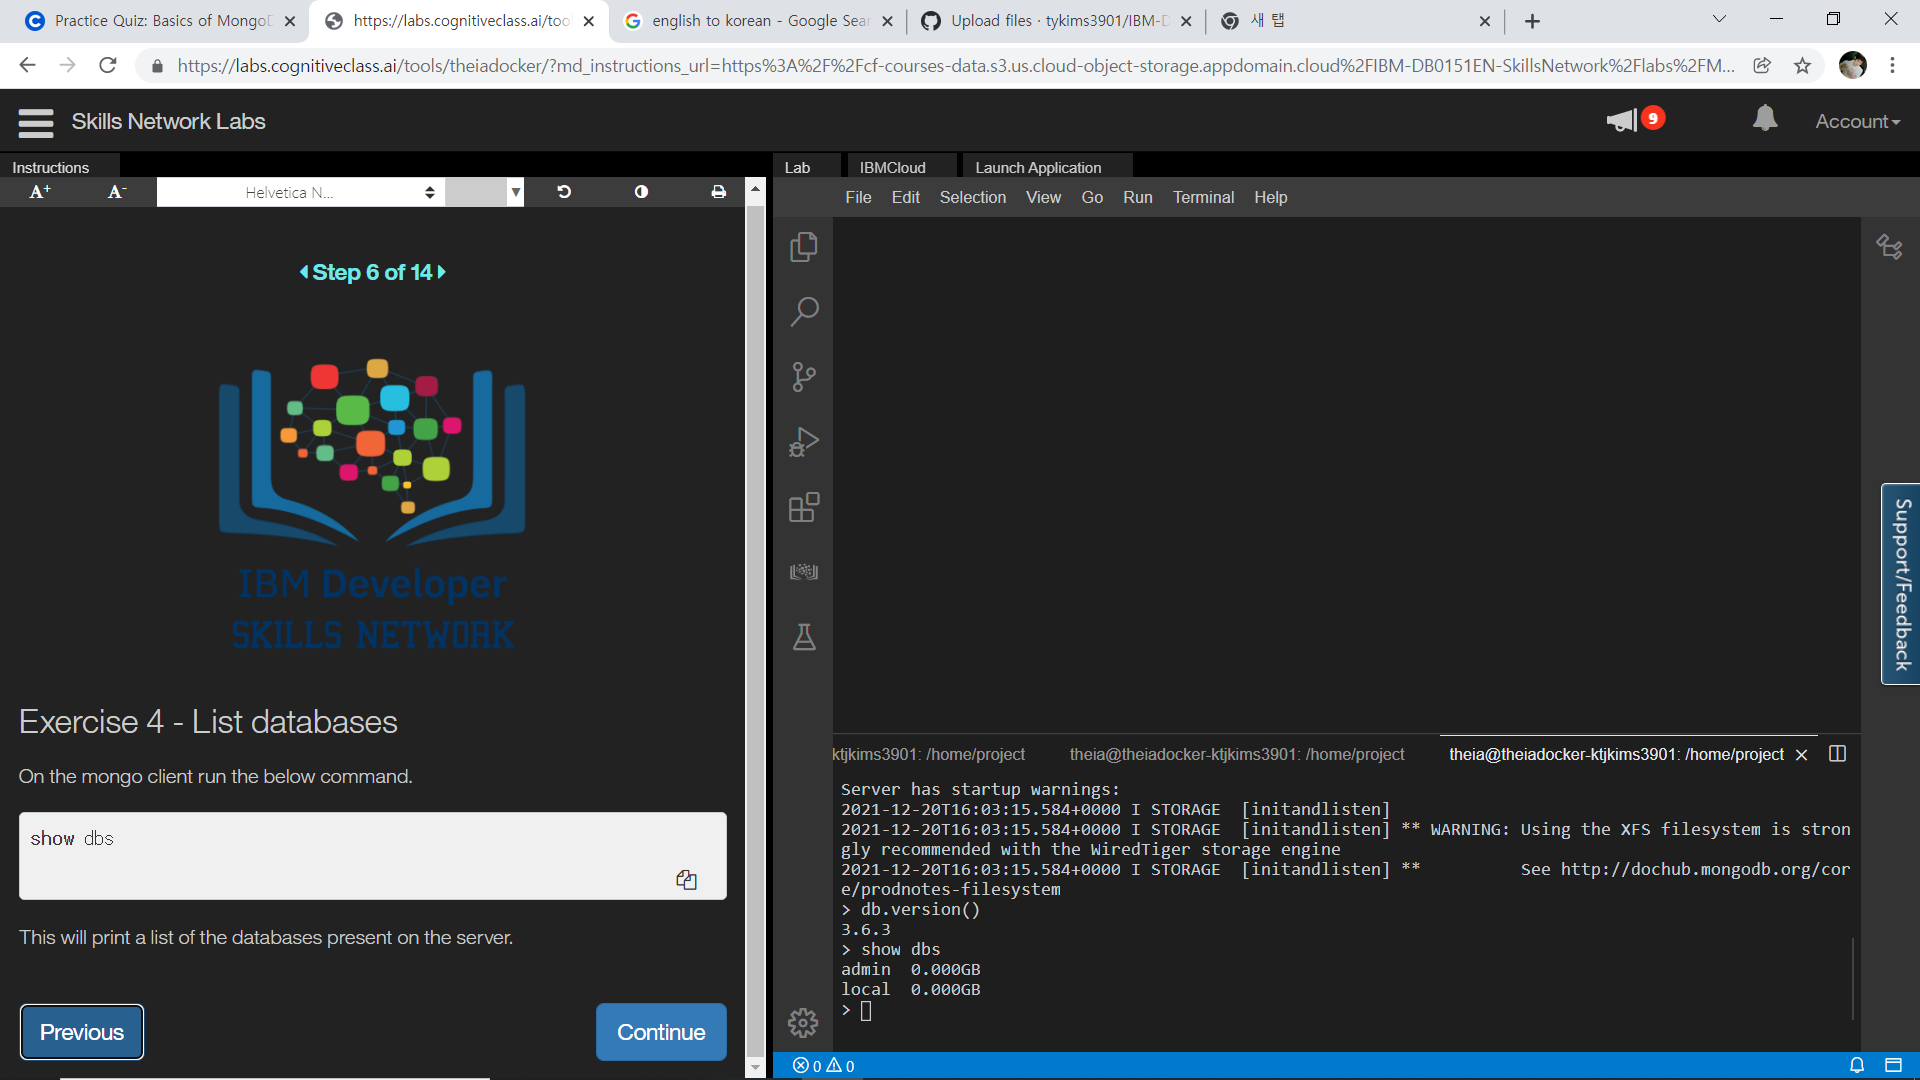 Practice Quiz: Basics of MongoD
https://labs.cognitiveclass.ai/too
english to korean - Google Sear
Upload files · tykims3901/IBM-D
새 탭
https://labs.cognitiveclass.ai/tools/theiadocker/?md_instructions_url=https%3A%2F%2Fcf-courses-data.s3.us.cloud-object-storage.appdomain.cloud%2FIBM-DB0151EN-SkillsNetwork%2Flabs%2FM...
Skills Network Labs
9
Account
Instructions
Lab
IBMCloud
Launch Application
A+
A-
Helvetica N...
File
Edit
Selection
View
Go
Run
Terminal
Help
Step 6 of 14
IBM Developer
SKILLS NETWORK
Exercise 4 - List databases
On the mongo client run the below command.
show dbs
This will print a list of the databases present on the server.
Previous
Continue
ktjkims3901: /home/project
theia@theiadocker-ktjkims3901: /home/project
theia@theiadocker-ktjkims3901: /home/project
Server has startup warnings:
2021-12-20T16:03:15.584+0000 I STORAGE  [initandlisten]
2021-12-20T16:03:15.584+0000 I STORAGE  [initandlisten] ** WARNING: Using the XFS filesystem is stron
gly recommended with the WiredTiger storage engine
2021-12-20T16:03:15.584+0000 I STORAGE  [initandlisten] **          See http://dochub.mongodb.org/cor
e/prodnotes-filesystem
> db.version()
3.6.3
> show dbs
admin  0.000GB
local  0.000GB
>
Support/Feedback
0
0